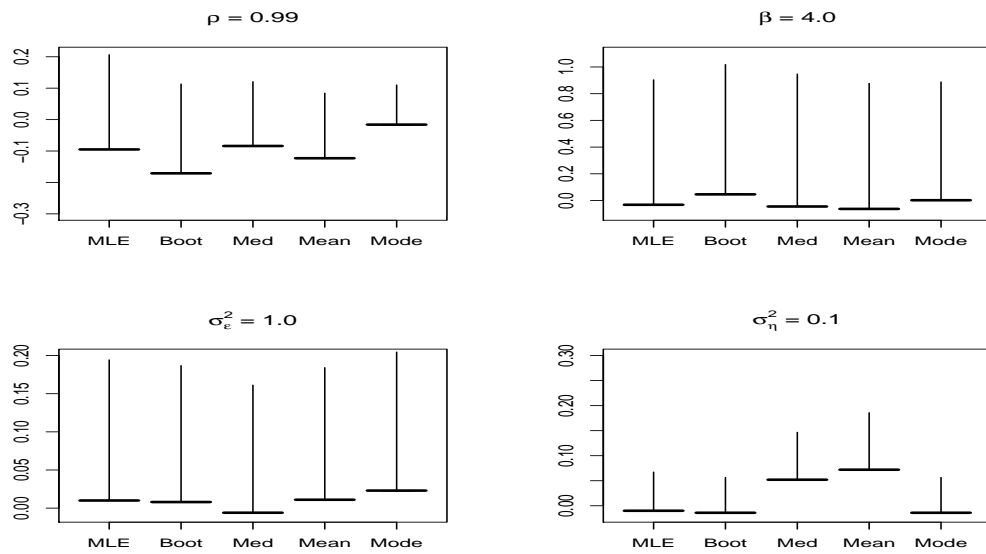 ρ = 0.99
0.2
0.1
0.0
−0.1
−0.3
MLE Boot Med Mean Mode
β = 4.0
1.0
0.8
0.6
0.4
0.2
0.0
MLE Boot Med Mean Mode
σ²_ε = 1.0
0.20
0.15
0.10
0.05
0.00
MLE Boot Med Mean Mode
σ²_η = 0.1
0.30
0.20
0.10
0.00
MLE Boot Med Mean Mode